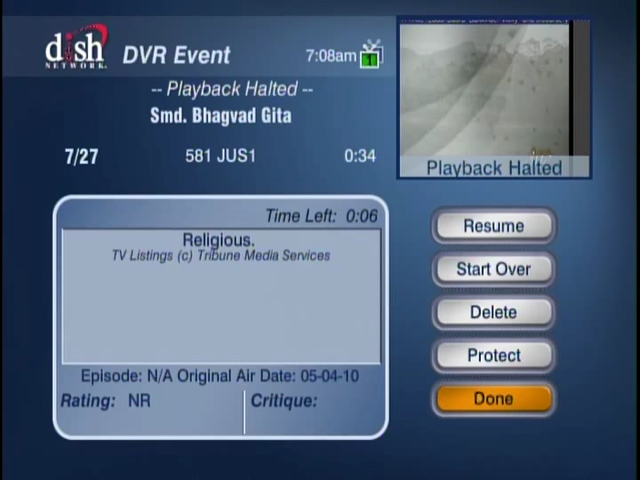 dish
NETWORK.
DVR Event
7:08am
1
-- Playback Halted --
Smd. Bhagvad Gita
7/27 581 JUS1 0:34
Playback Halted
Time Left: 0:06
Religious.
TV Listings (c) Tribune Media Services
Episode: N/A Original Air Date: 05-04-10
Rating: NR Critique:
Resume
Start Over
Delete
Protect
Done